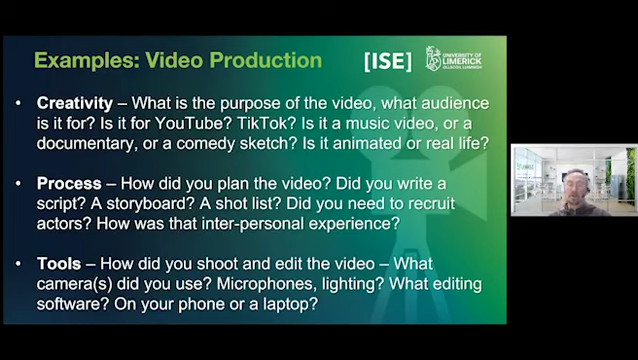 Examples: Video Production
[ISE]
UNIVERSITY OF
LIMERICK
• Creativity – What is the purpose of the video, what audience
is it for? Is it for YouTube? TikTok? Is it a music video, or a
documentary, or a comedy sketch? Is it animated or real life?
• Process – How did you plan the video? Did you write a
script? A storyboard? A shot list? Did you need to recruit
actors? How was that inter-personal experience?
• Tools – How did you shoot and edit the video – What
camera(s) did you use? Microphones, lighting? What editing
software? On your phone or a laptop?